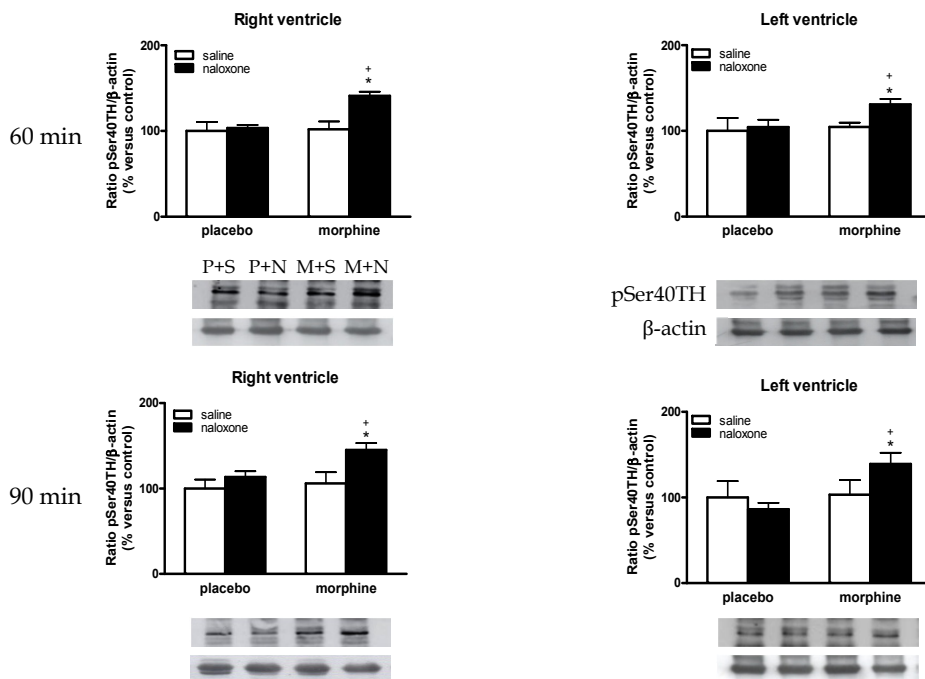 Right ventricle
Ratio pSer40TH/β-actin
(% versus control)
200
100
0
saline
naloxone
+
*
placebo
morphine
60 min
P+S P+N M+S M+N
Left ventricle
Ratio pSer40TH/β-actin
(% versus control)
200
100
0
saline
naloxone
+
*
placebo
morphine
pSer40TH
β-actin
Right ventricle
Ratio pSer40TH/β-actin
(% versus control)
200
100
0
saline
naloxone
+
*
placebo
morphine
90 min
Left ventricle
Ratio pSer40TH/β-actin
(% versus control)
200
100
0
saline
naloxone
+
*
placebo
morphine